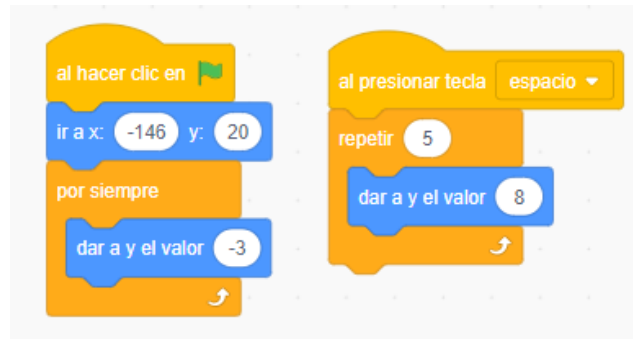 al hacer clic en
ir a x: -146 y: 20
por siempre
dar a y el valor -3
al presionar tecla espacio
repetir 5
dar a y el valor 8